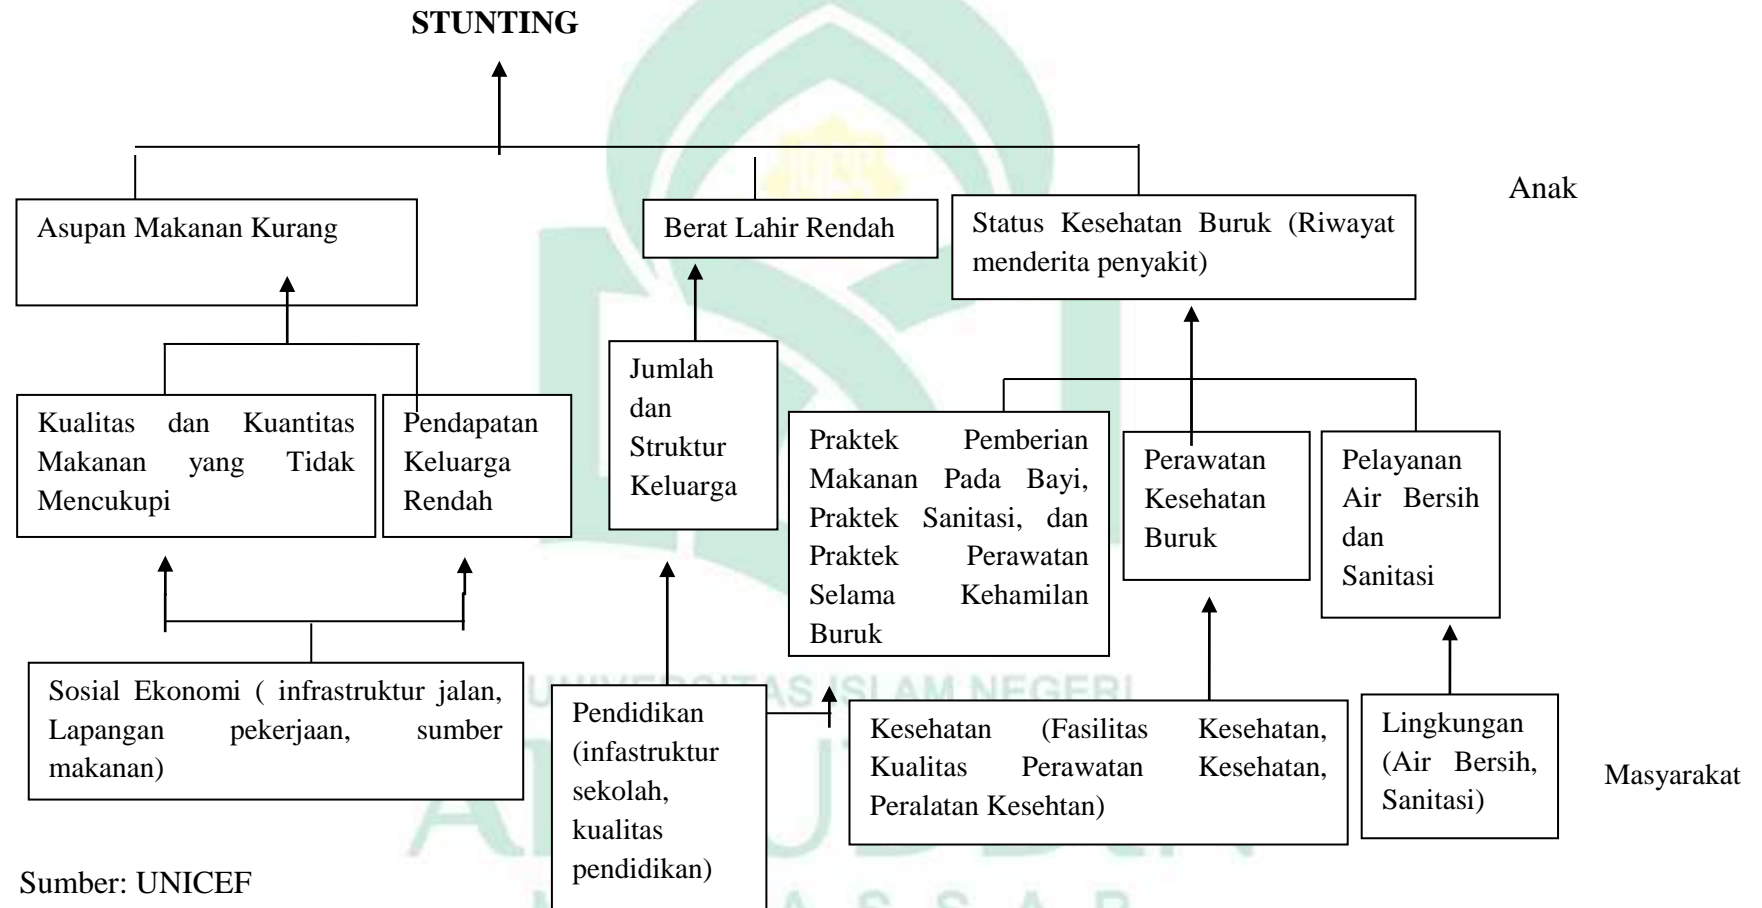 STUNTING
Anak
Asupan Makanan Kurang
Berat Lahir Rendah
Status Kesehatan Buruk (Riwayat
menderita penyakit)
Kualitas dan Kuantitas
Makanan yang Tidak
Mencukupi
Pendapatan
Keluarga
Rendah
Jumlah
dan
Struktur
Keluarga
Praktek Pemberian
Makanan Pada Bayi,
Praktek Sanitasi, dan
Praktek Perawatan
Selama Kehamilan
Buruk
Perawatan
Kesehatan
Buruk
Pelayanan
Air Bersih
dan
Sanitasi
Sosial Ekonomi ( infrastruktur jalan,
Lapangan pekerjaan, sumber
makanan)
Pendidikan
(infastruktur
sekolah,
kualitas
pendidikan)
Kesehatan (Fasilitas Kesehatan,
Kualitas Perawatan Kesehatan,
Peralatan Kesehtan)
Lingkungan
(Air Bersih,
Sanitasi)
Masyarakat
Sumber: UNICEF
UNIVERSITAS ISLAM NEGERI